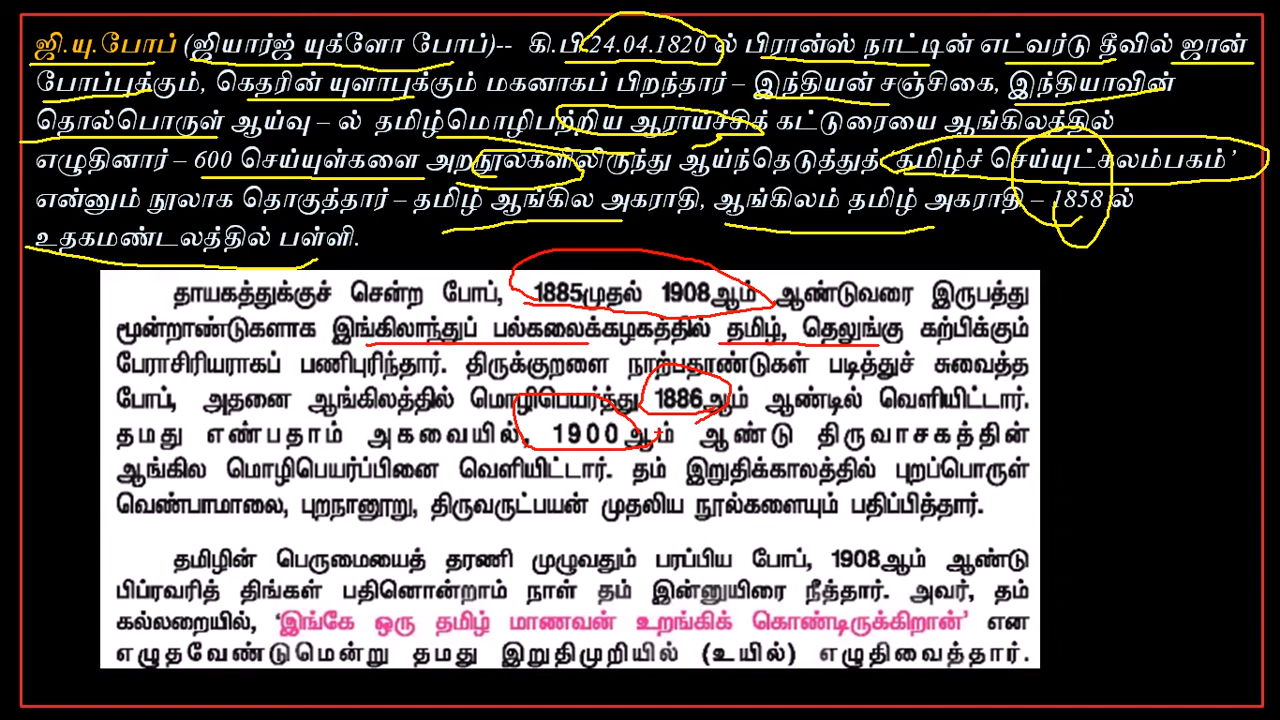 ஜி.யு.போப் (ஜியார்ஜ் யுக்ளோ போப்)-- கி.பி.24.04.1820 ல் பிரான்ஸ் நாட்டின் எட்வர்டு தீவில் ஜான்
போப்புக்கும், கெதரின் யுளாபுக்கும் மகனாகப் பிறந்தார் – இந்தியன் சஞ்சிகை, இந்தியாவின்
தொல்பொருள் ஆய்வு – ல் தமிழ்மொழிபற்றிய ஆராய்ச்சிக் கட்டுரையை ஆங்கிலத்தில்
எழுதினார் – 600 செய்யுள்களை அறநூல்களிலிருந்து ஆய்ந்தெடுத்துத் ‘தமிழ்ச் செய்யுட்கலம்பகம்’
என்னும் நூலாக தொகுத்தார் – தமிழ் ஆங்கில அகராதி, ஆங்கிலம் தமிழ் அகராதி – 1858 ல்
உதகமண்டலத்தில் பள்ளி.
தாயகத்துக்குச் சென்ற போப், 1885முதல் 1908ஆம் ஆண்டுவரை இருபத்து
மூன்றாண்டுகளாக இங்கிலாந்துப் பல்கலைக்கழகத்தில் தமிழ், தெலுங்கு கற்பிக்கும்
பேராசிரியராகப் பணிபுரிந்தார். திருக்குறளை நாற்பதாண்டுகள் படித்துச் சுவைத்த
போப், அதனை ஆங்கிலத்தில் மொழிபெயர்த்து 1886ஆம் ஆண்டில் வெளியிட்டார்.
தமது எண்பதாம் அகவையில், 1900ஆம் ஆண்டு திருவாசகத்தின்
ஆங்கில மொழிபெயர்ப்பினை வெளியிட்டார். தம் இறுதிக்காலத்தில் புறப்பொருள்
வெண்பாமாலை, புறநானூறு, திருவருட்பயன் முதலிய நூல்களையும் பதிப்பித்தார்.
தமிழின் பெருமையைத் தரணி முழுவதும் பரப்பிய போப், 1908ஆம் ஆண்டு
பிப்ரவரித் திங்கள் பதினொன்றாம் நாள் தம் இன்னுயிரை நீத்தார். அவர், தம்
கல்லறையில், ‘இங்கே ஒரு தமிழ் மாணவன் உறங்கிக் கொண்டிருக்கிறான்’ என
எழுதவேண்டுமென்று தமது இறுதிமுறியில் (உயில்) எழுதிவைத்தார்.